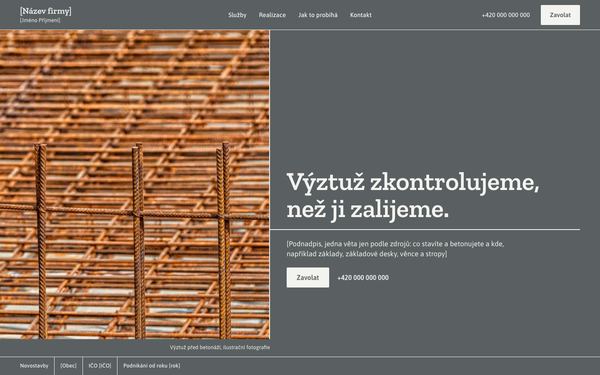 [Název firmy]
[Jméno Příjmení]
Služby
Realizace
Jak to probíhá
Kontakt
+420 000 000 000
Zavolat
Výztuž zkontrolujeme,
než ji zalijeme.
[Podnadpis, jedna věta jen podle zdrojů: co stavíte a betonujete a kde,
například základy, základové desky, věnce a stropy]
Zavolat
+420 000 000 000
Výztuž před betonáží, ilustrační fotografie
Novostavby
[Obec]
IČO [IČO]
Podnikání od roku [rok]